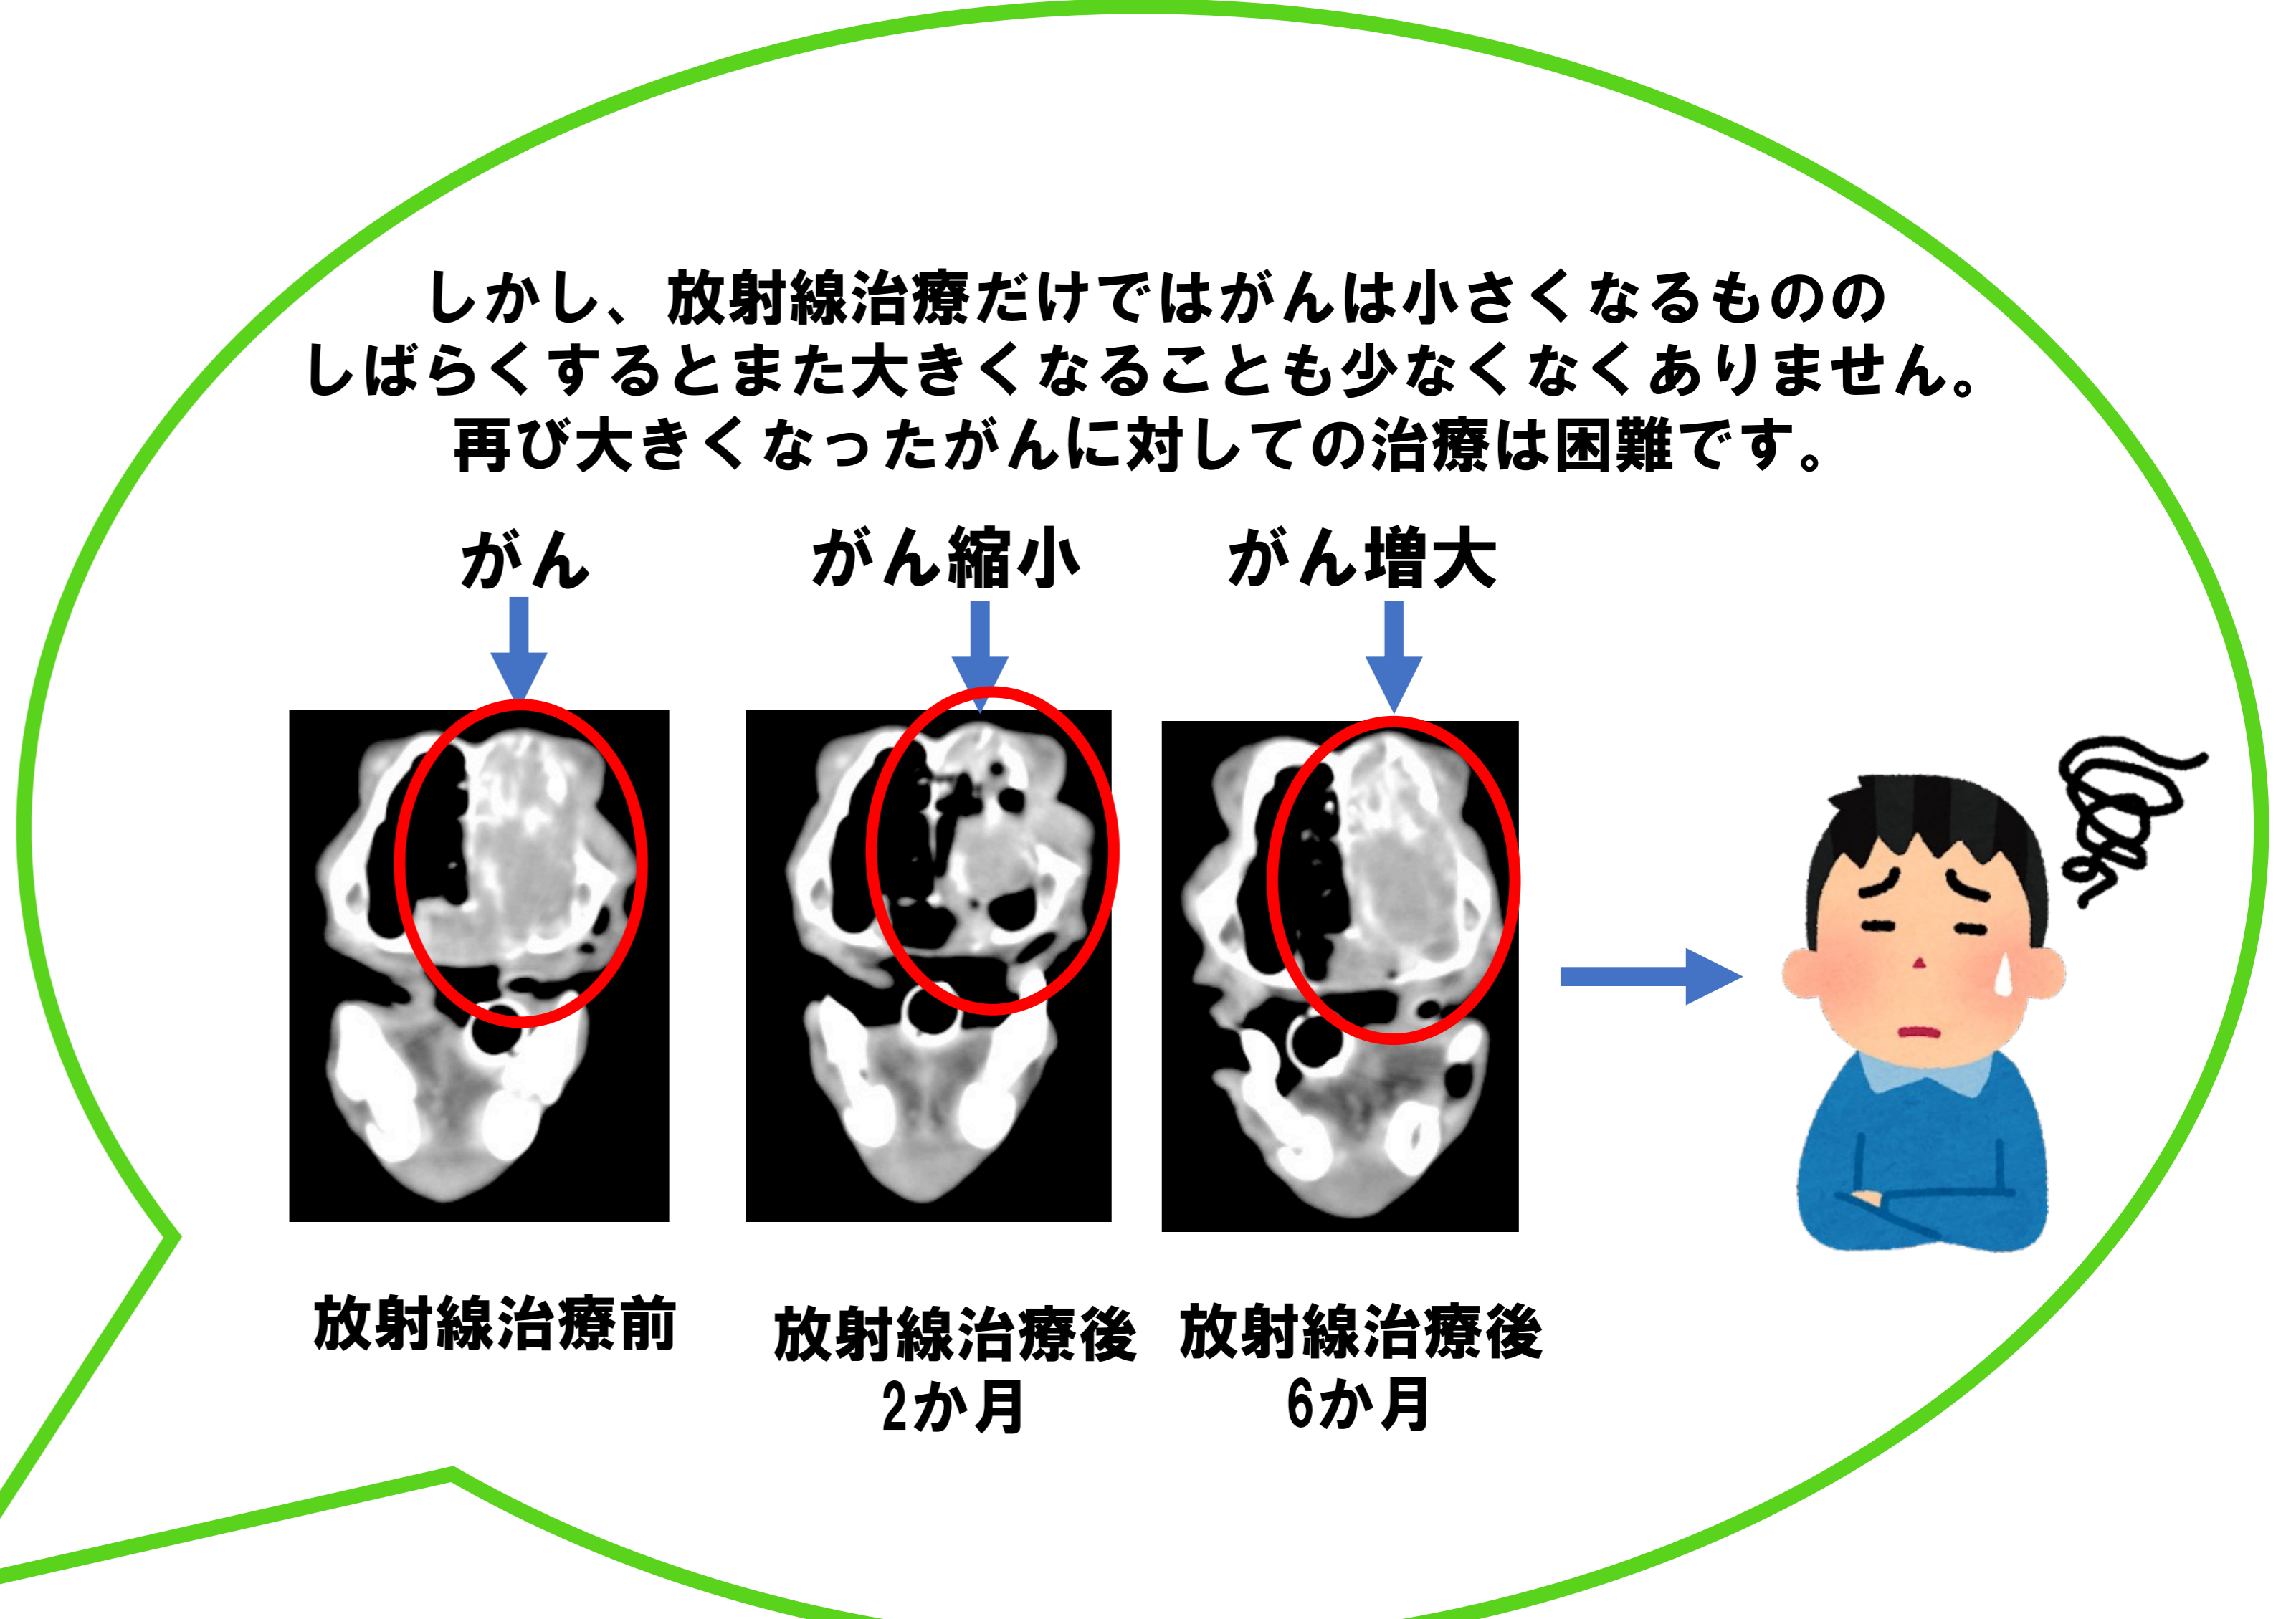 しかし、放射線治療だけではがんは小さくなるものの
しばらくするとまた大きくなることも少なくなくありません。
再び大きくなったがんに対しての治療は困難です。
がん
がん縮小
がん増大
放射線治療前
放射線治療後
2か月
放射線治療後
6か月